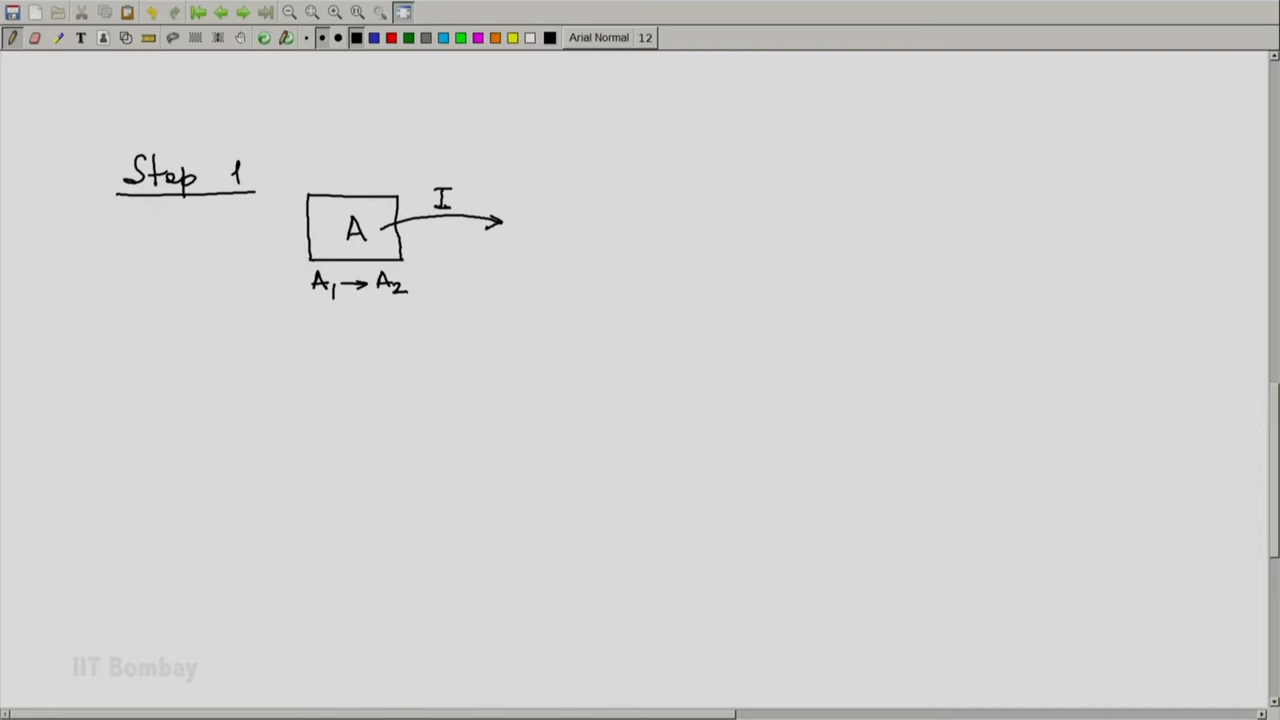 Arial Normal 12
Step 1
I
A
A₁ → A₂
IIT Bombay